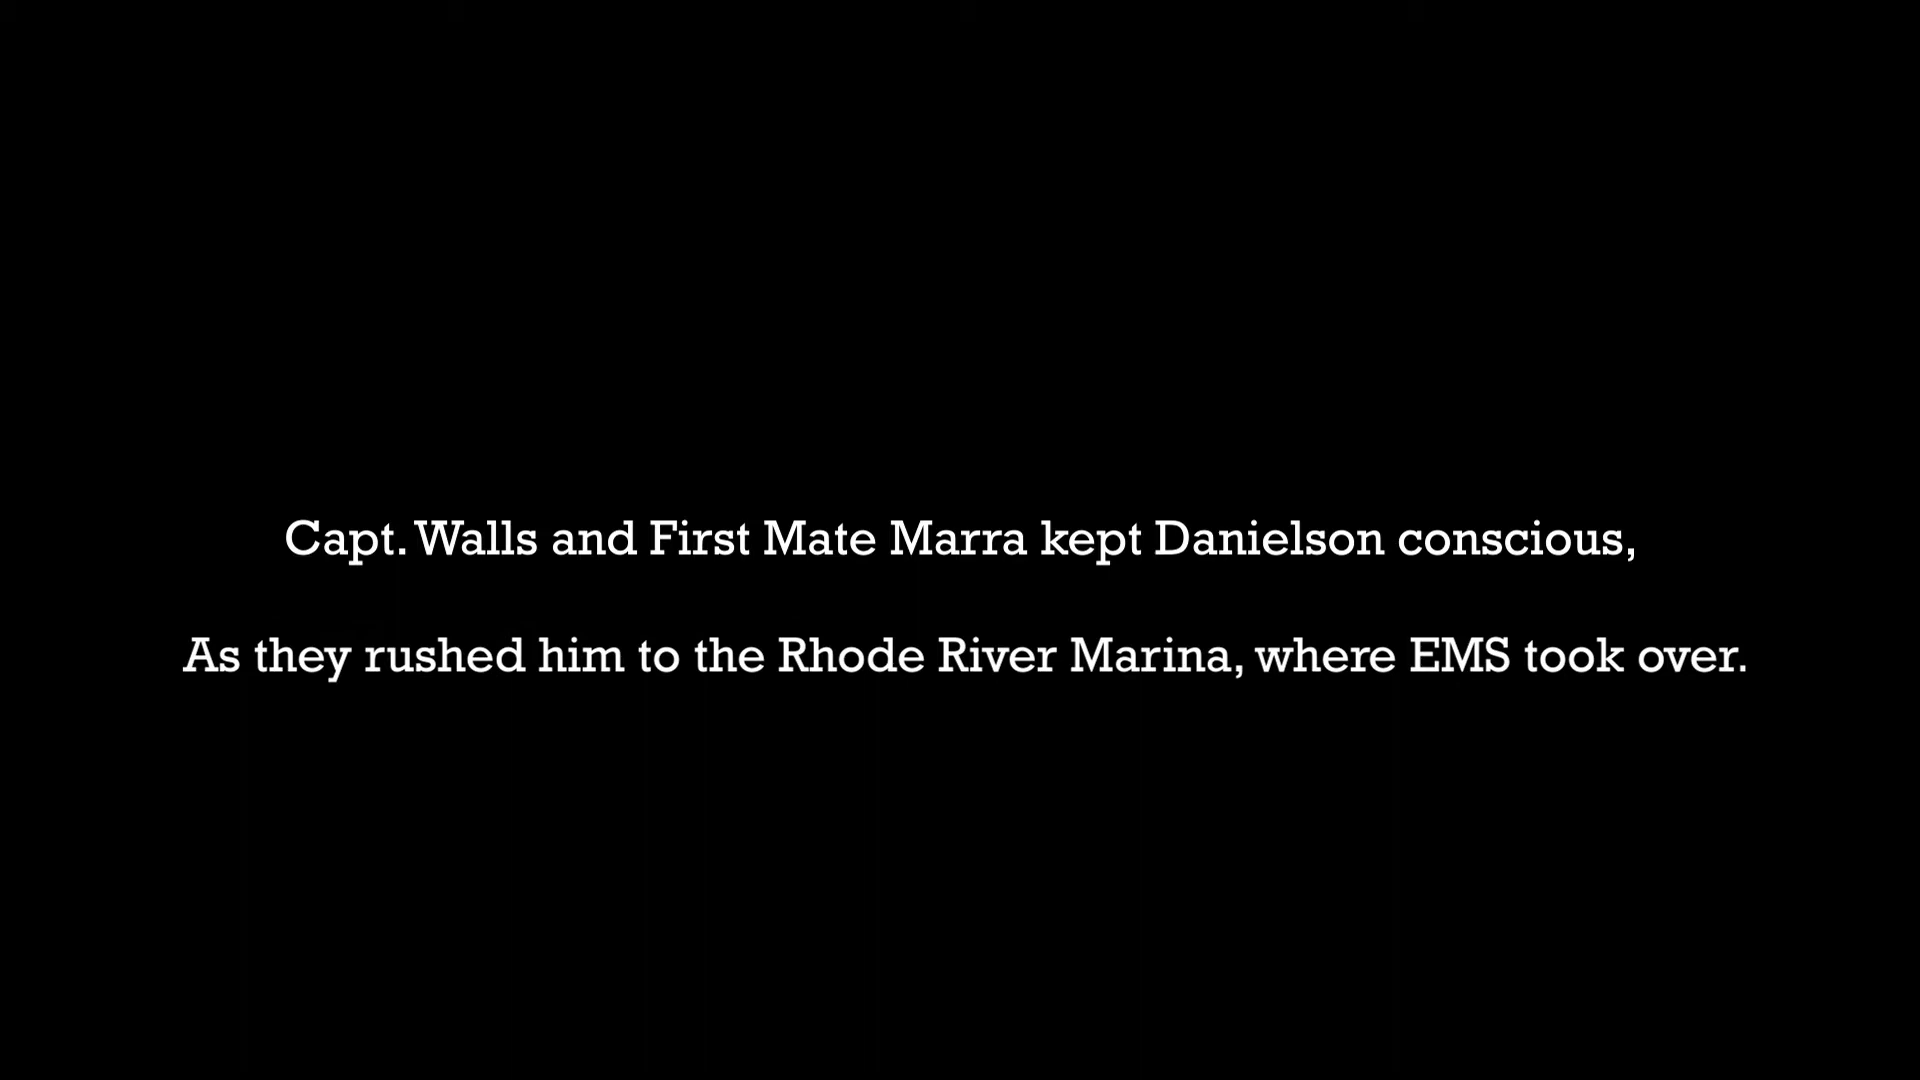 Capt. Walls and First Mate Marra kept Danielson conscious,
As they rushed him to the Rhode River Marina, where EMS took over.